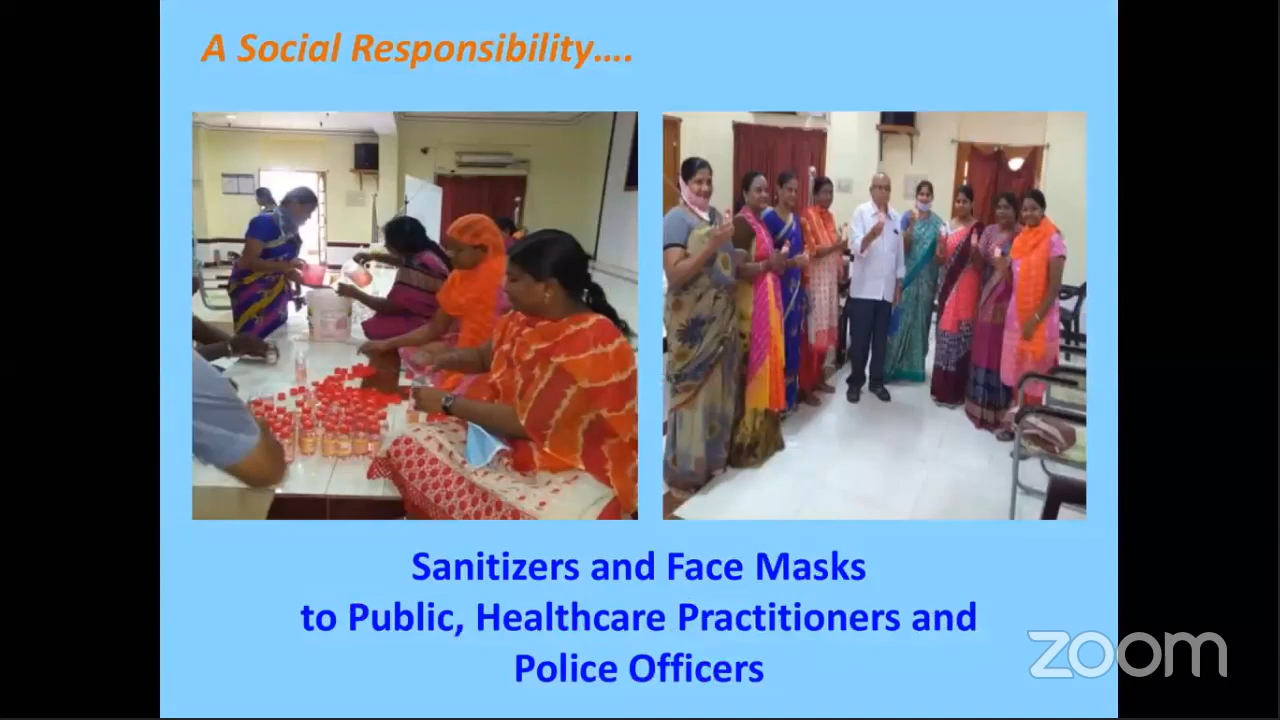 A Social Responsibility....
Sanitizers and Face Masks
to Public, Healthcare Practitioners and
Police Officers
zoom